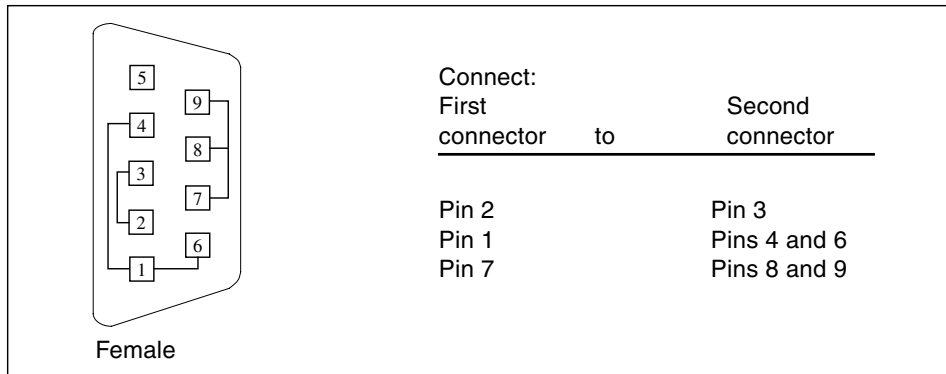 5
9
4
8
3
7
2
6
1
Female
Connect:
First Second
connector to connector
Pin 2 Pin 3
Pin 1 Pins 4 and 6
Pin 7 Pins 8 and 9